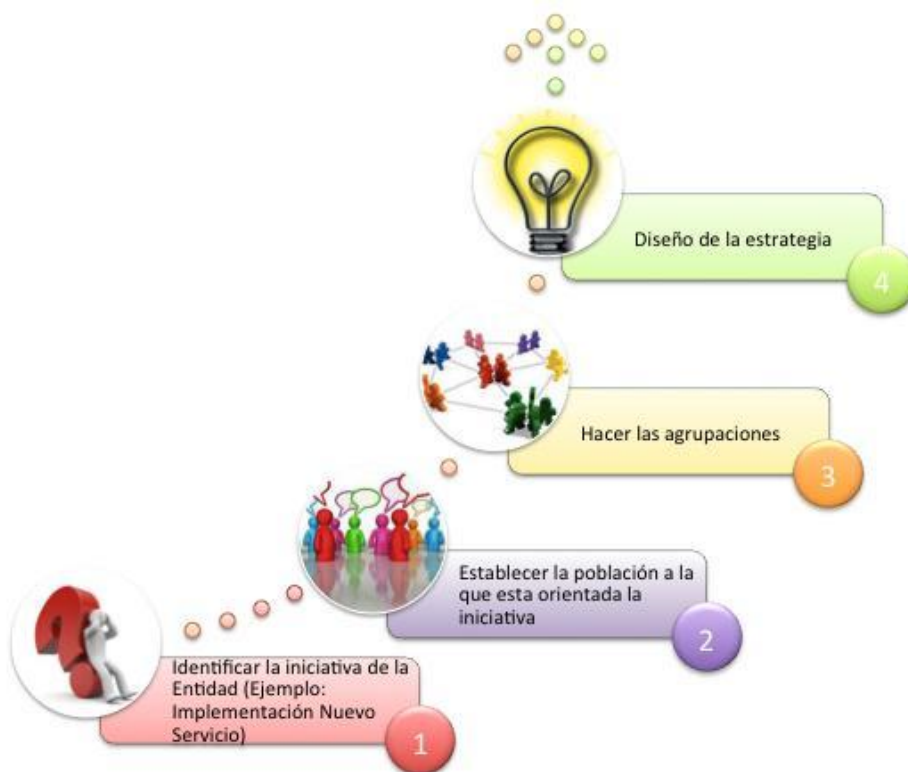 Diseño de la estrategia
4
Hacer las agrupaciones
3
Establecer la población a la
que esta orientada la
iniciativa
2
Identificar la iniciativa de la
Entidad (Ejemplo:
Implementación Nuevo
Servicio)
1